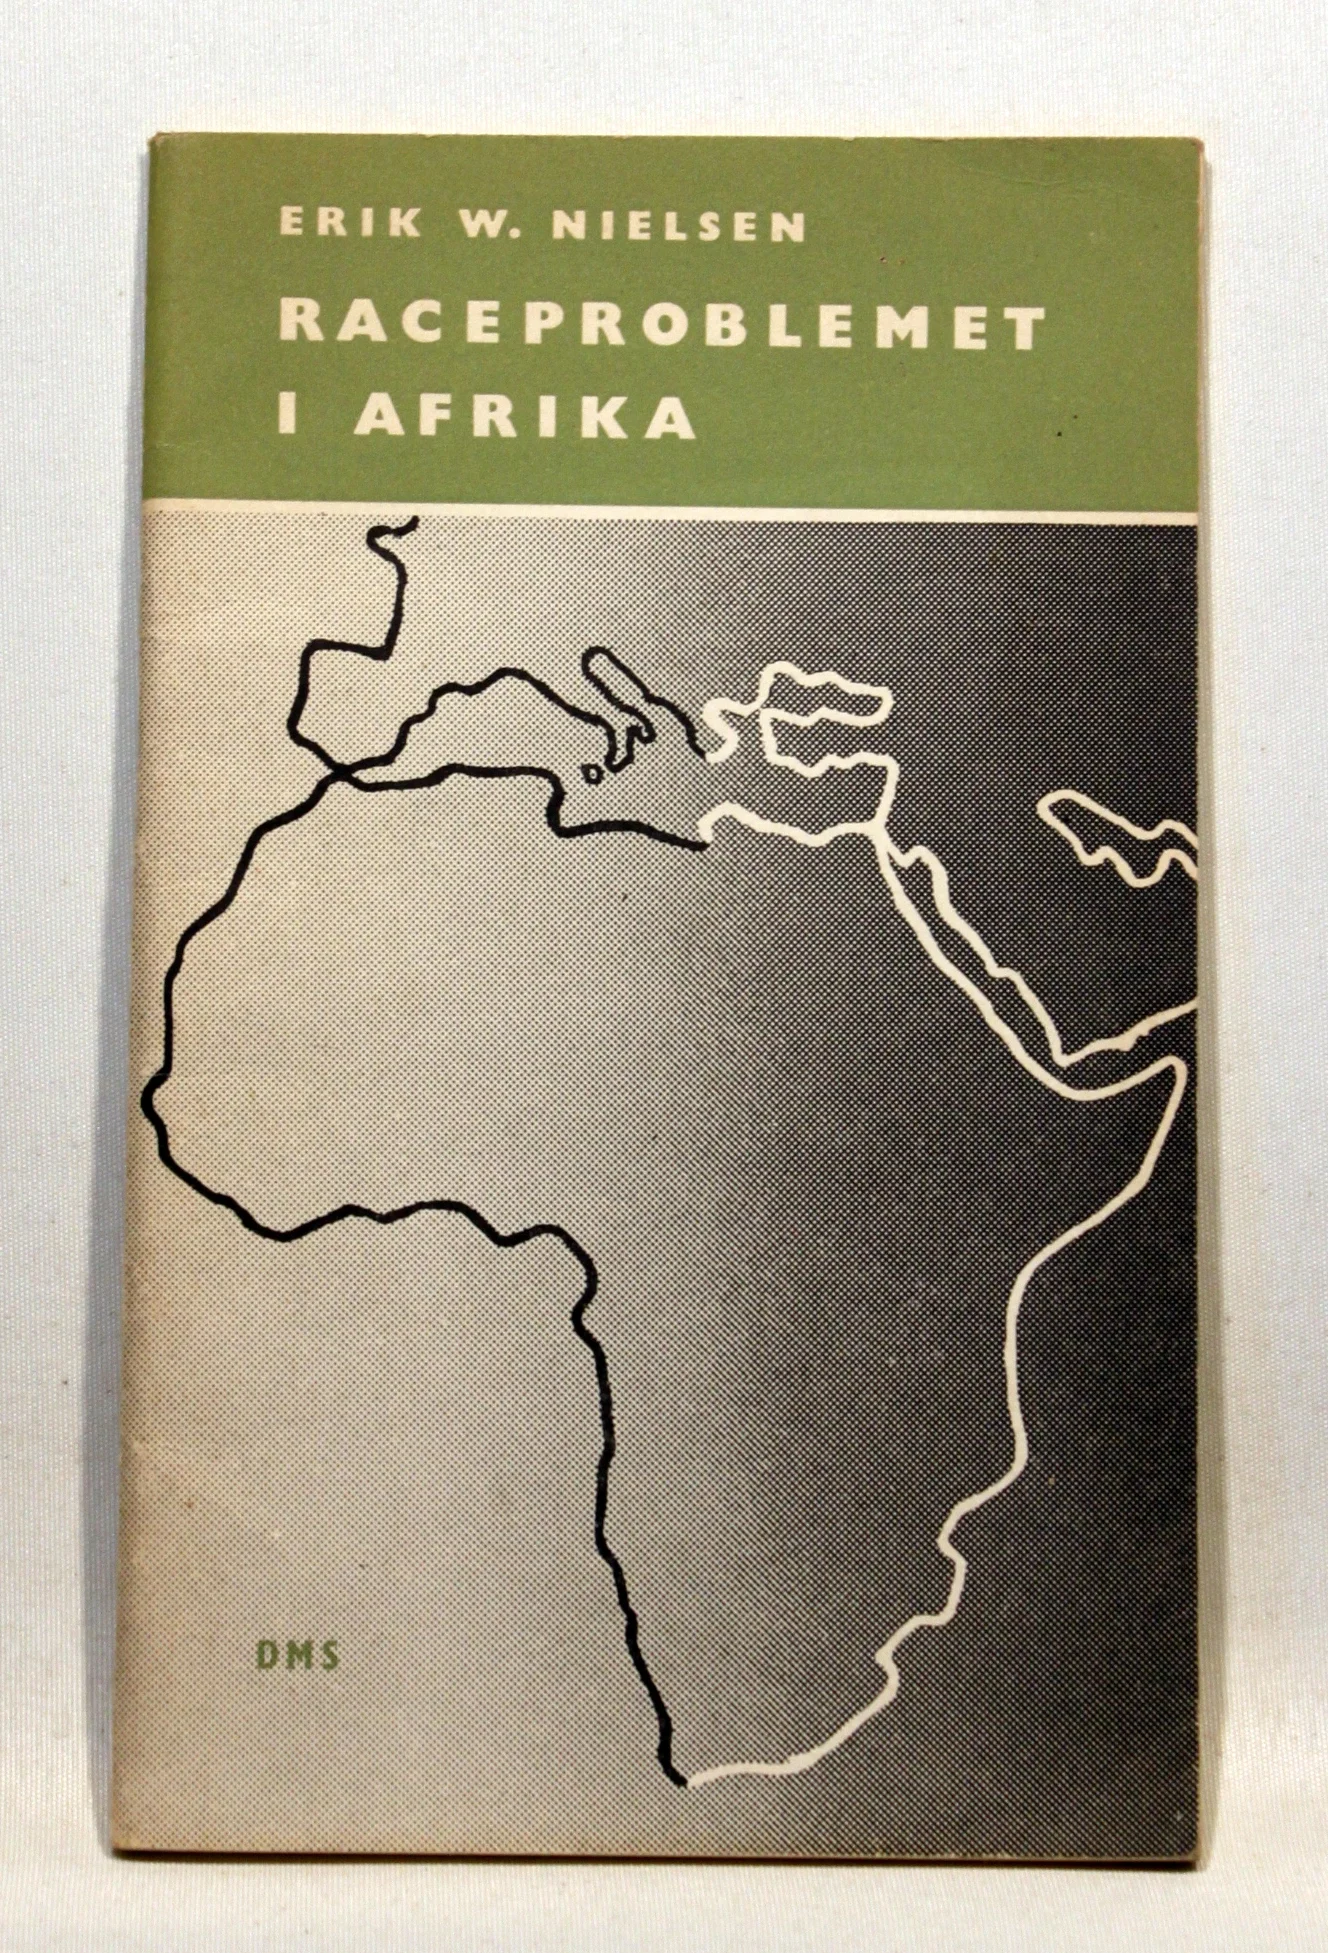 ERIK W. NIELSEN
RACEPROBLEMET
I AFRIKA
DMS